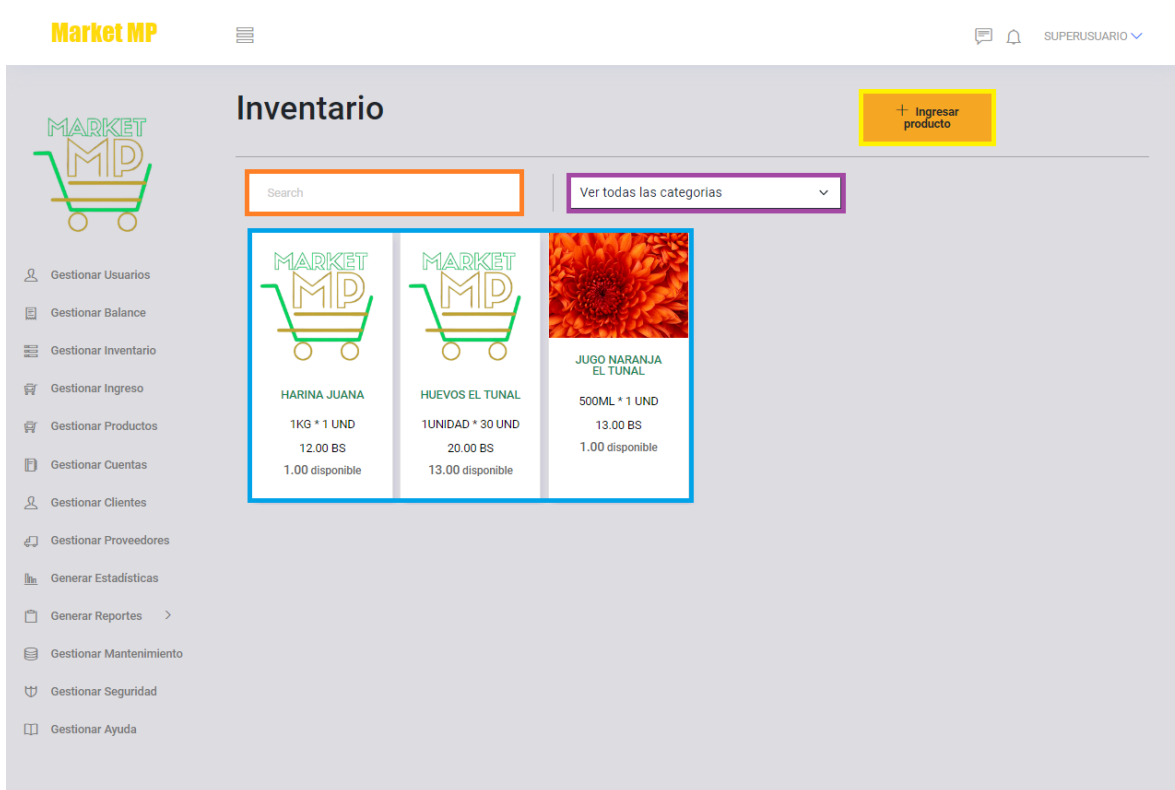 Market MP
SUPERUSUARIO
MARKET
MP
Gestionar Usuarios
Gestionar Balance
Gestionar Inventario
Gestionar Ingreso
Gestionar Productos
Gestionar Cuentas
Gestionar Clientes
Gestionar Proveedores
Generar Estadísticas
Generar Reportes
Gestionar Mantenimiento
Gestionar Seguridad
Gestionar Ayuda
Inventario
+ Ingresar
producto
Search
Ver todas las categorias
MARKET
MP
HARINA JUANA
1KG * 1 UND
12.00 BS
1.00 disponible
MARKET
MP
HUEVOS EL TUNAL
1UNIDAD * 30 UND
20.00 BS
13.00 disponible
JUGO NARANJA
EL TUNAL
500ML * 1 UND
13.00 BS
1.00 disponible